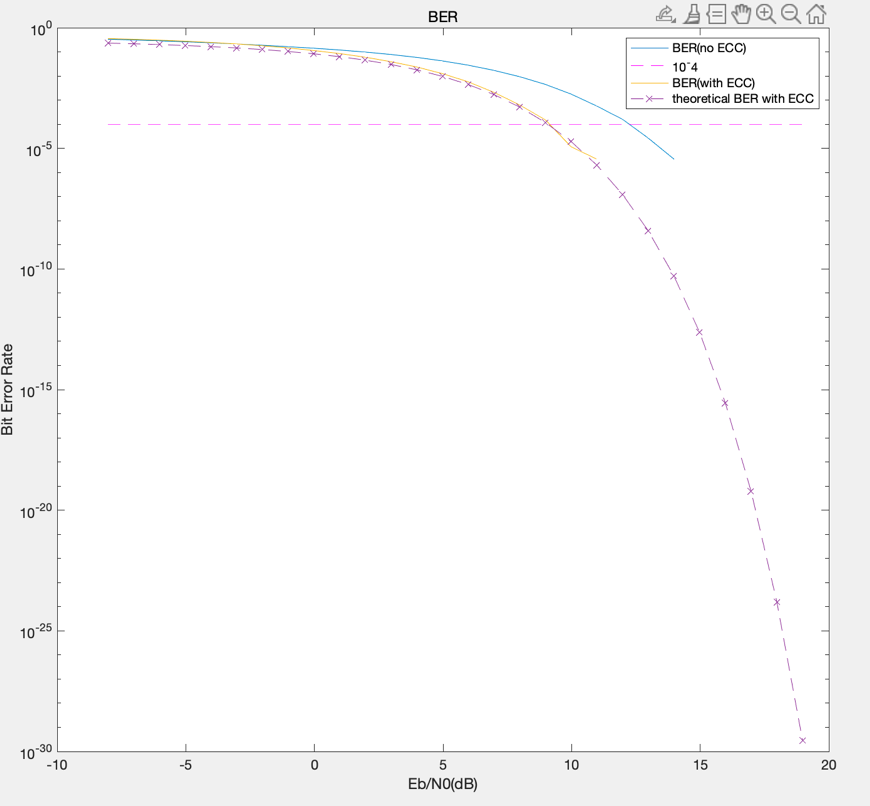 BER
BER(no ECC)
10^-4
BER(with ECC)
theoretical BER with ECC
10^0
10^-5
10^-10
10^-15
10^-20
10^-25
10^-30
Bit Error Rate
-10 -5 0 5 10 15 20
Eb/N0(dB)